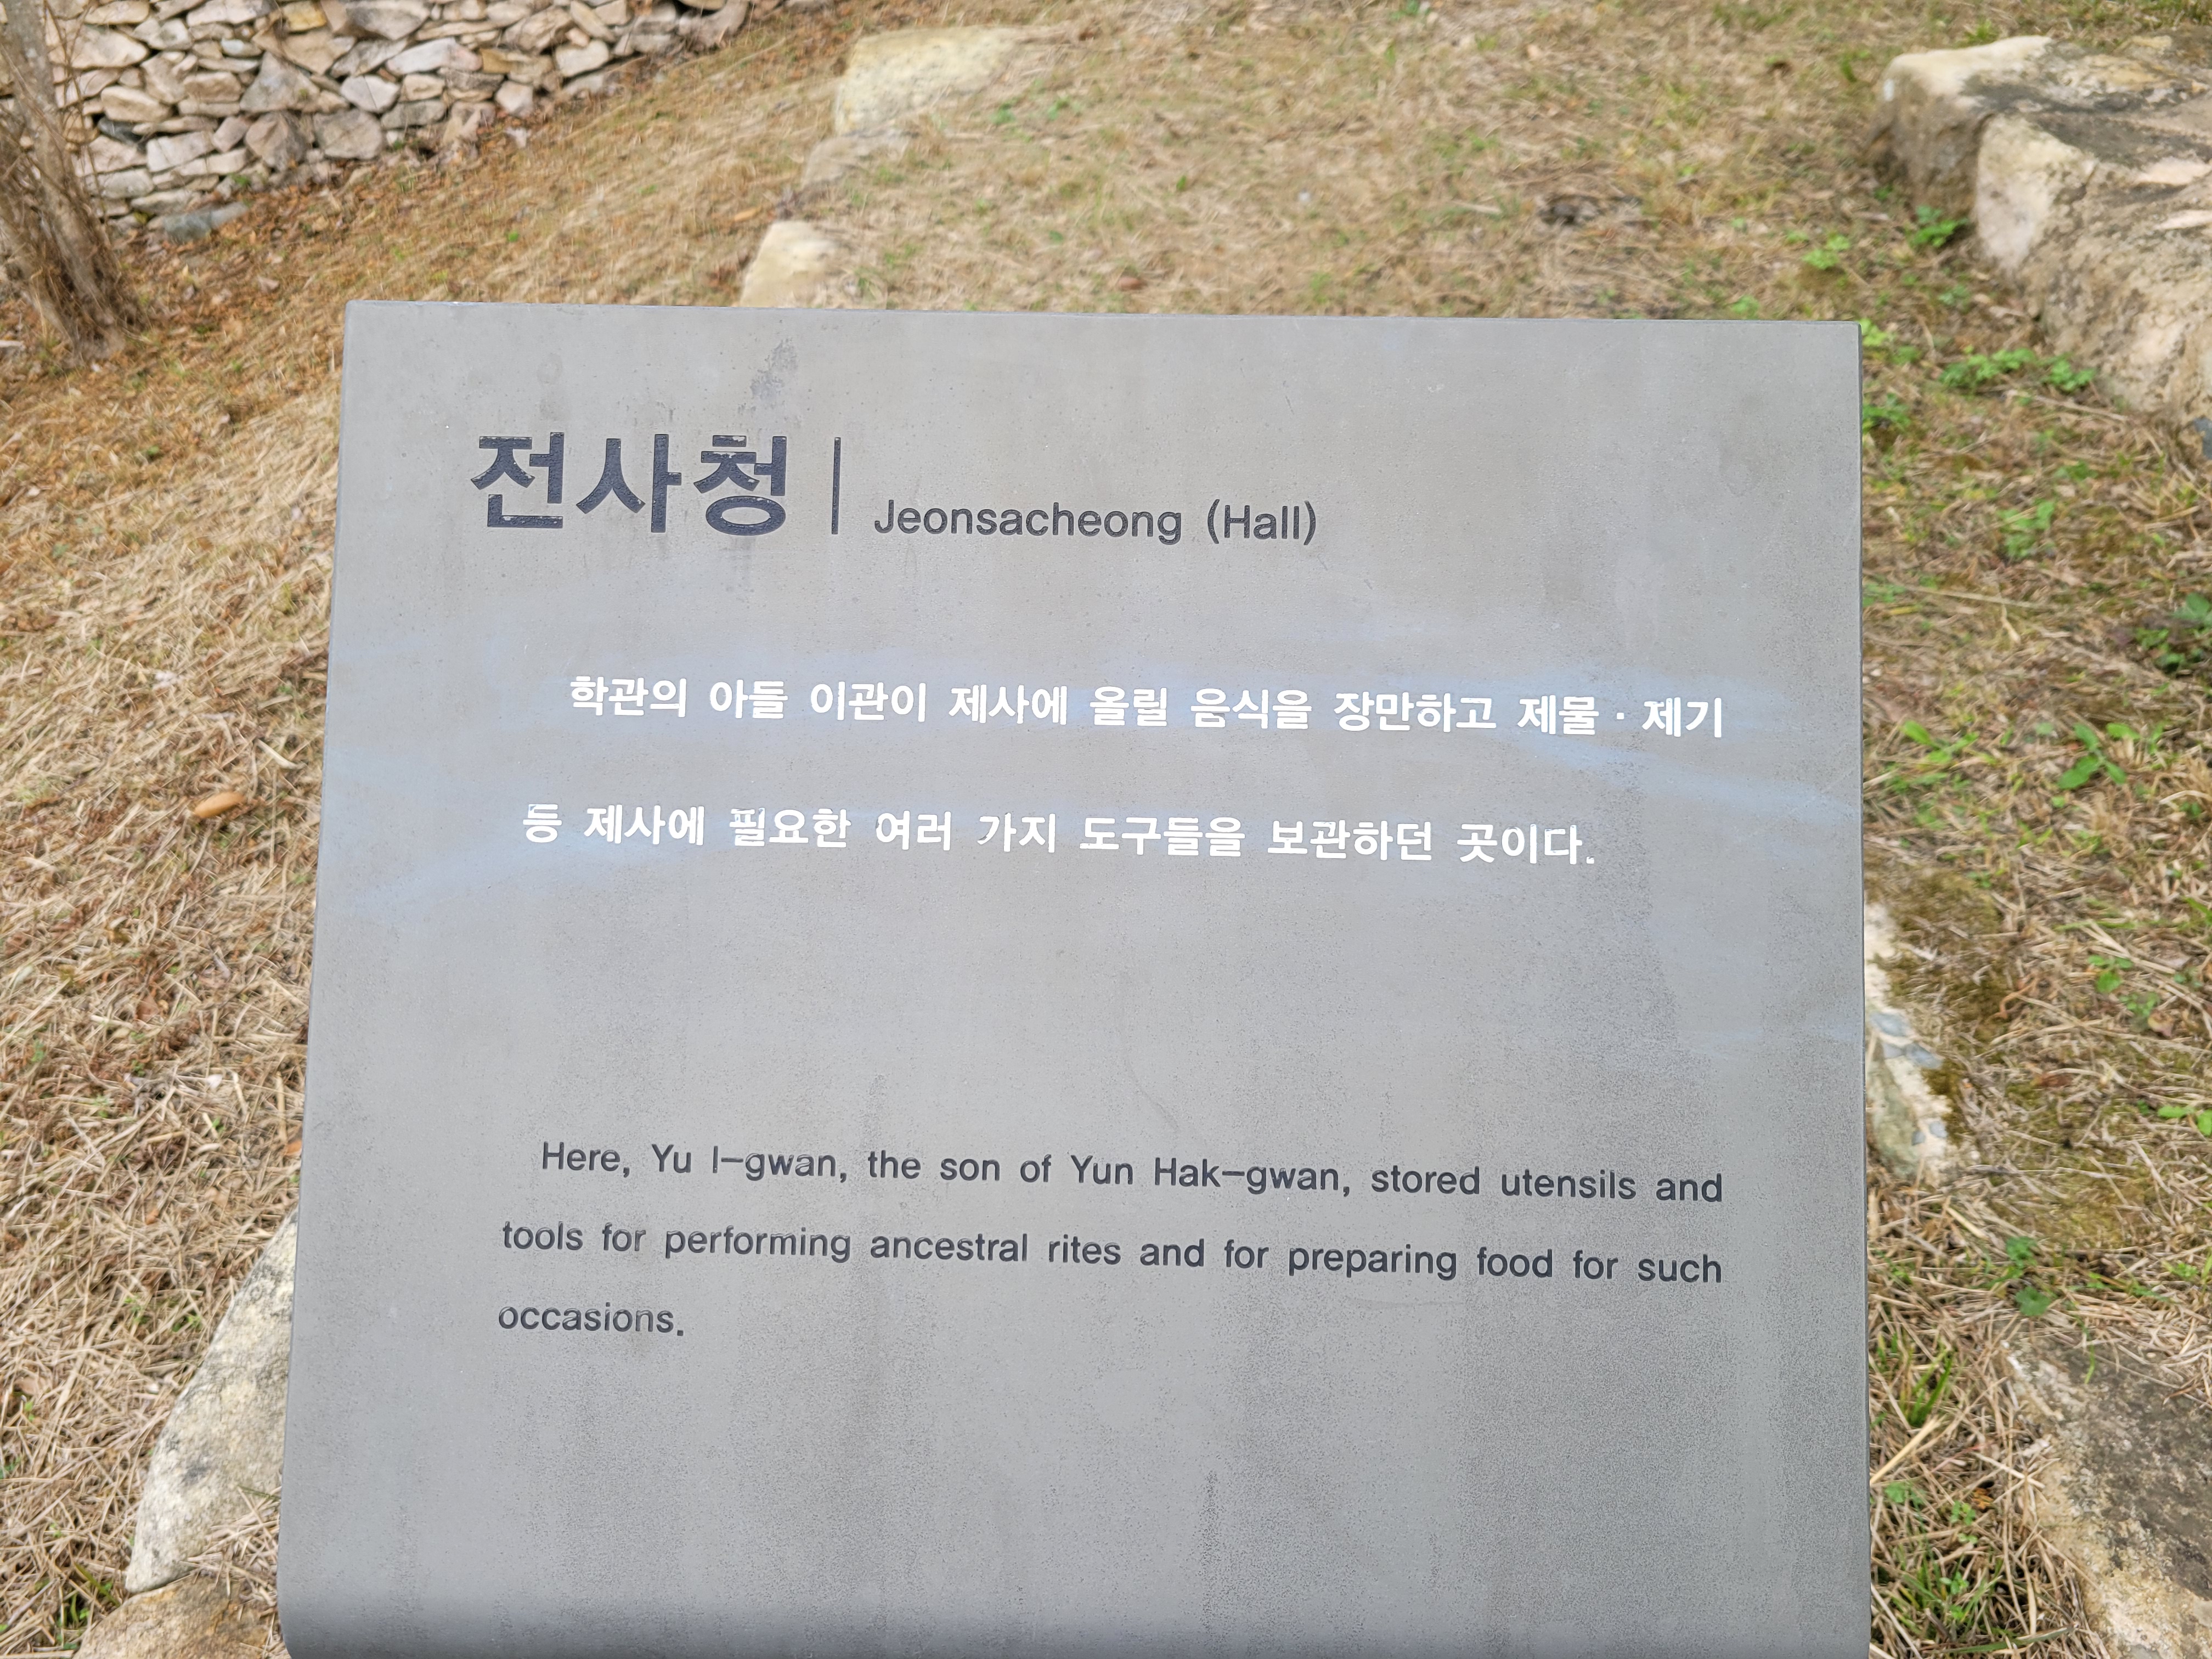 전사청 | Jeonsacheong (Hall)
학관의 아들 이관이 제사에 올릴 음식을 장만하고 제물·제기
등 제사에 필요한 여러 가지 도구들을 보관하던 곳이다.
Here, Yu I-gwan, the son of Yun Hak-gwan, stored utensils and
tools for performing ancestral rites and for preparing food for such
occasions.